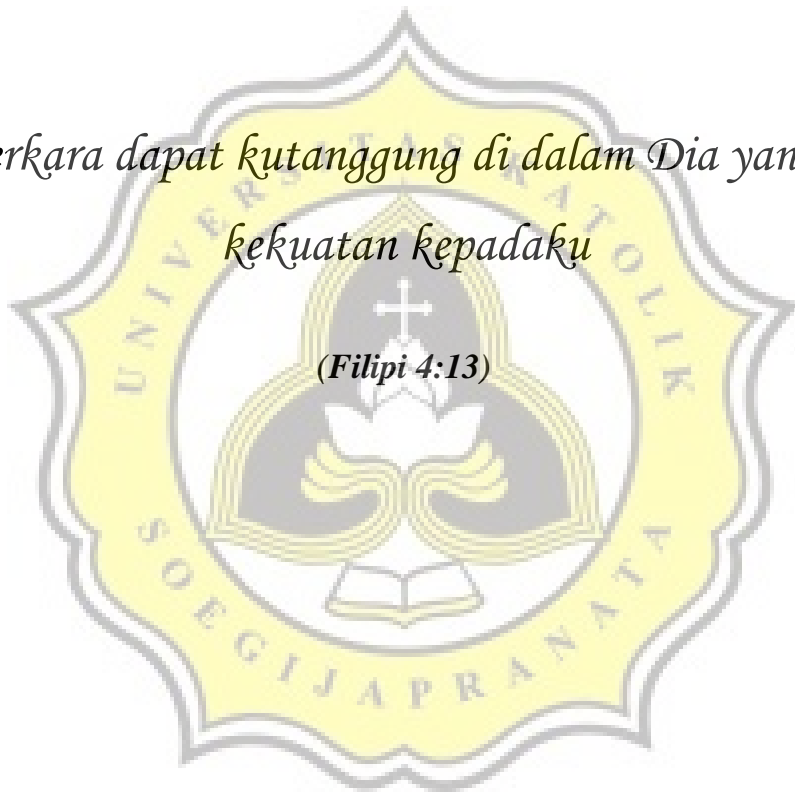 erkara dapat kutanggung di dalam Dia yan
kekuatan kepadaku
(Filipi 4:13)
UNIVERSITAS KATOLIK
SOEGIJAPRANATA